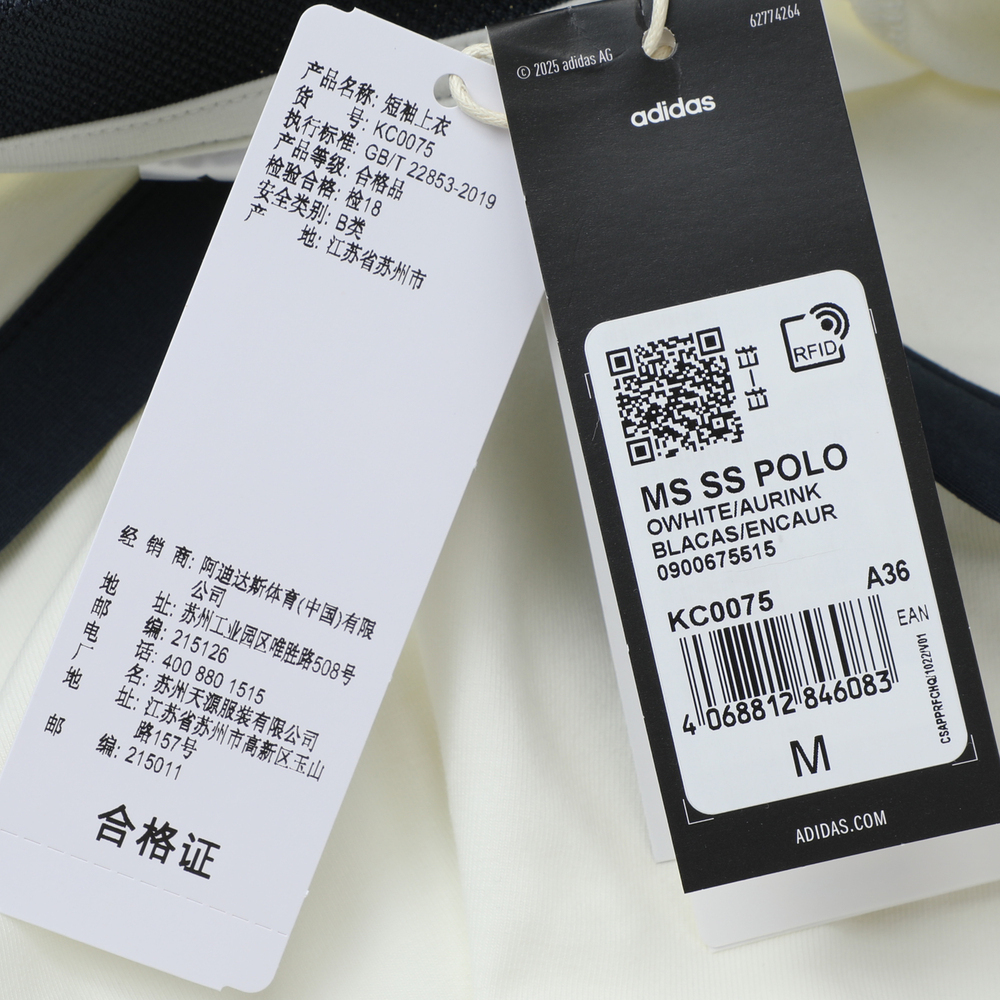 产品名称: 短袖上衣
货 号: KC0075
执行标准: GB/T 22853-2019
产品等级: 合格品
检验合格: 检18
安全类别: B类
产 地: 江苏省苏州市
经 销 商: 阿迪达斯体育(中国)有限
公司
地 址: 苏州工业园区唯胜路508号
邮 编: 215126
电 话: 400 880 1515
厂 名: 苏州天源服装有限公司
地 址: 江苏省苏州市高新区玉山
路157号
邮 编: 215011
合格证
62774264
© 2025 adidas AG
adidas
RFID
MS SS POLO
OWHITE/AURINK
BLACAS/ENCAUR
0900675515
KC0075 A36
EAN
4 068812 846083
CSAPPRFCHQ/1022/V01
M
ADIDAS.COM